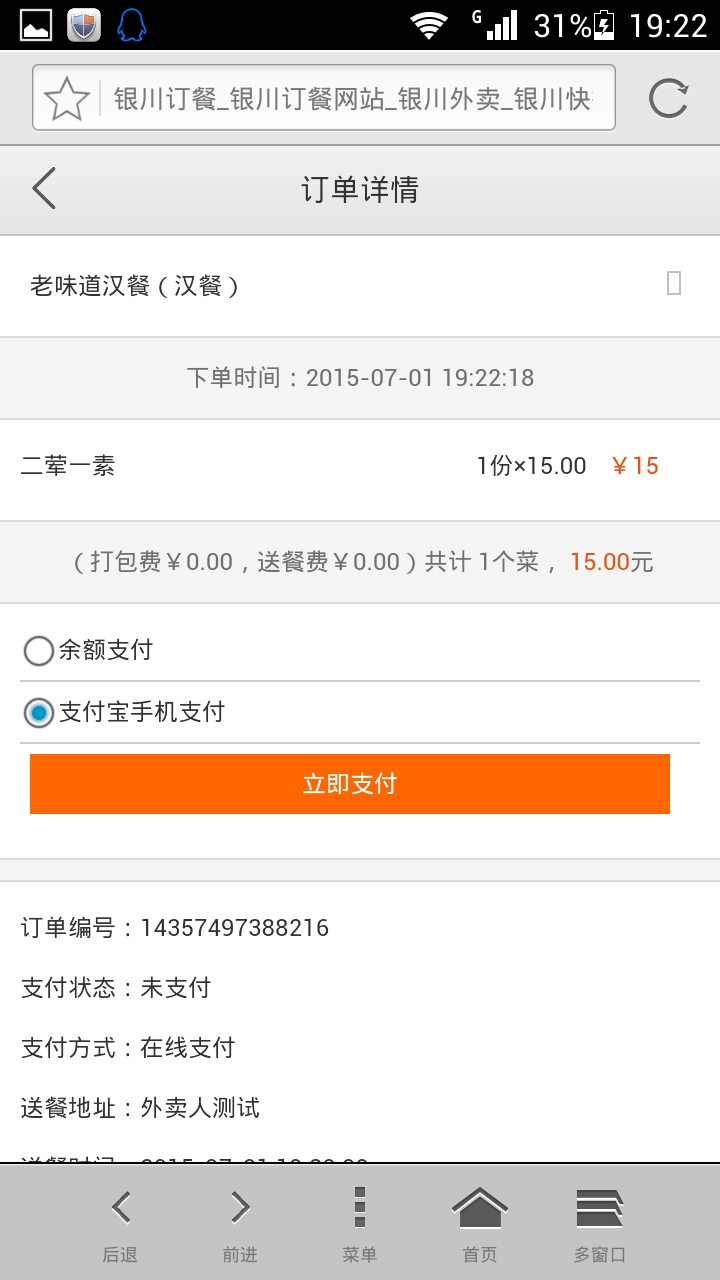 G 31% 19:22
银川订餐_银川订餐网站_银川外卖_银川快
订单详情
老味道汉餐（汉餐）
下单时间：2015-07-01 19:22:18
二荤一素 1份×15.00 ￥15
（打包费￥0.00，送餐费￥0.00）共计 1个菜， 15.00元
余额支付
支付宝手机支付
立即支付
订单编号：14357497388216
支付状态：未支付
支付方式：在线支付
送餐地址：外卖人测试
后退 前进 菜单 首页 多窗口